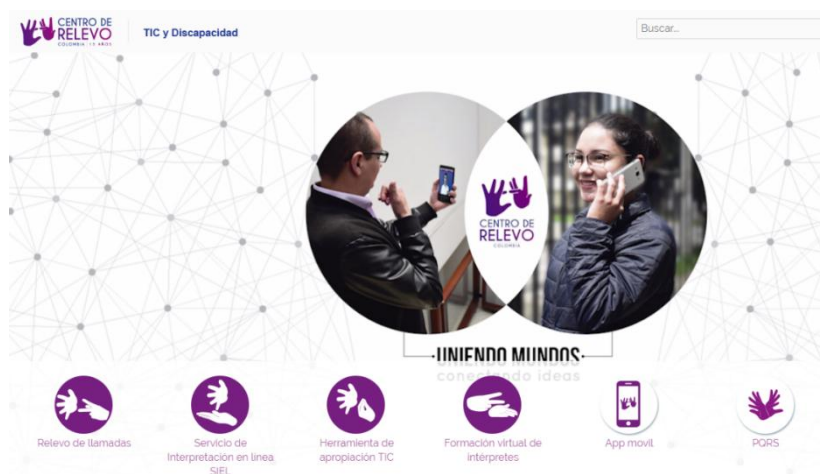 CENTRO DE
RELEVO
COLOMBIA
TIC y Discapacidad
Buscar...
CENTRO DE
RELEVO
COLOMBIA
UNIENDO MUNDOS
conectando ideas
Relevo de llamadas
Servicio de
Interpretación en línea
SIEL
Herramienta de
apropiación TIC
Formación virtual de
intérpretes
App movil
PQRS